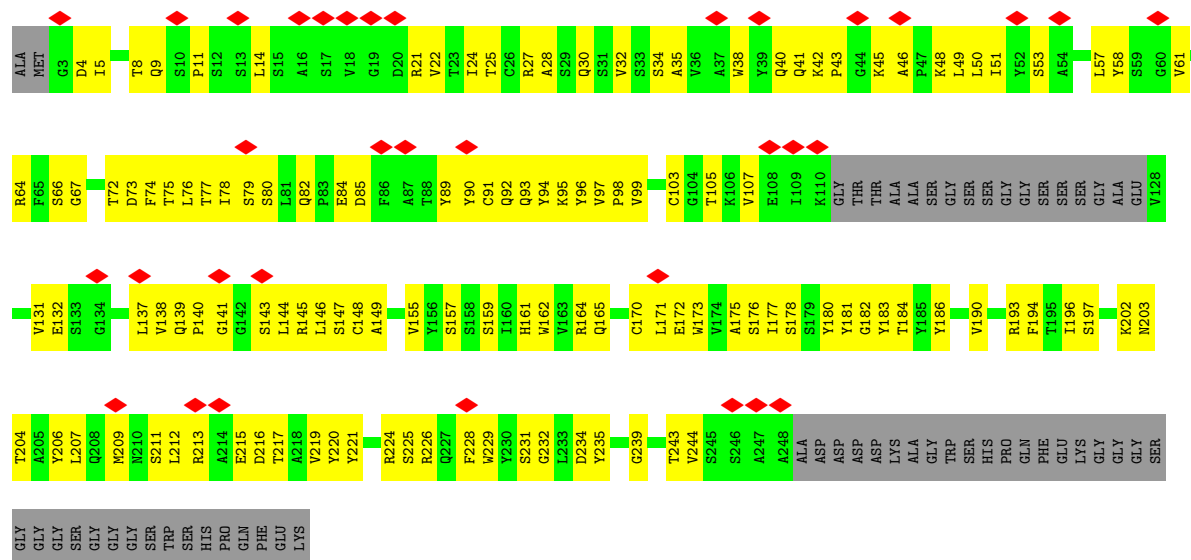 ALA MET G3 D4 I5 T8 Q9 S10 P11 S12 S13 L14 S15 A16 S17 V18 G19 D20 R21 V22 T23 I24 T25 C26 R27 A28 S29 Q30 S31 V32 S33 S34 A35 V36 A37 W38 Y39 Q40 Q41 K42 P43 G44 K45 A46 P47 K48 L49 L50 I51 Y52 S53 A54 L57 Y58 S59 G60 V61
R64 F65 S66 G67 T72 D73 F74 T75 L76 T77 I78 S79 S80 L81 Q82 P83 E84 D85 F86 A87 T88 Y89 Y90 C91 Q92 Q93 Y94 K95 Y96 V97 P98 V99 C103 G104 T105 K106 V107 E108 I109 K110 GLY THR THR ALA ALA SER GLY SER SER GLY GLY SER SER SER GLY ALA GLU V128
V131 E132 S133 G134 L137 V138 Q139 P140 G141 G142 S143 L144 R145 L146 S147 C148 A149 V155 Y156 S157 S158 S159 I160 H161 W162 V163 R164 Q165 C170 L171 E172 W173 V174 A175 S176 I177 S178 S179 Y180 Y181 G182 Y183 T184 Y185 Y186 V190 R193 F194 T195 I196 S197 K202 N203
T204 A205 Y206 L207 Q208 M209 N210 S211 L212 R213 A214 E215 D216 T217 A218 V219 Y220 Y221 R224 S225 R226 Q227 F228 W229 Y230 S231 G232 L233 D234 Y235 G239 T243 V244 S245 S246 A247 A248 ALA ASP ASP ASP ASP LYS ALA GLY TRP SER HIS PRO GLN PHE GLU LYS GLY GLY GLY SER
GLY GLY GLY SER GLY GLY GLY SER TRP SER HIS PRO GLN PHE GLU LYS